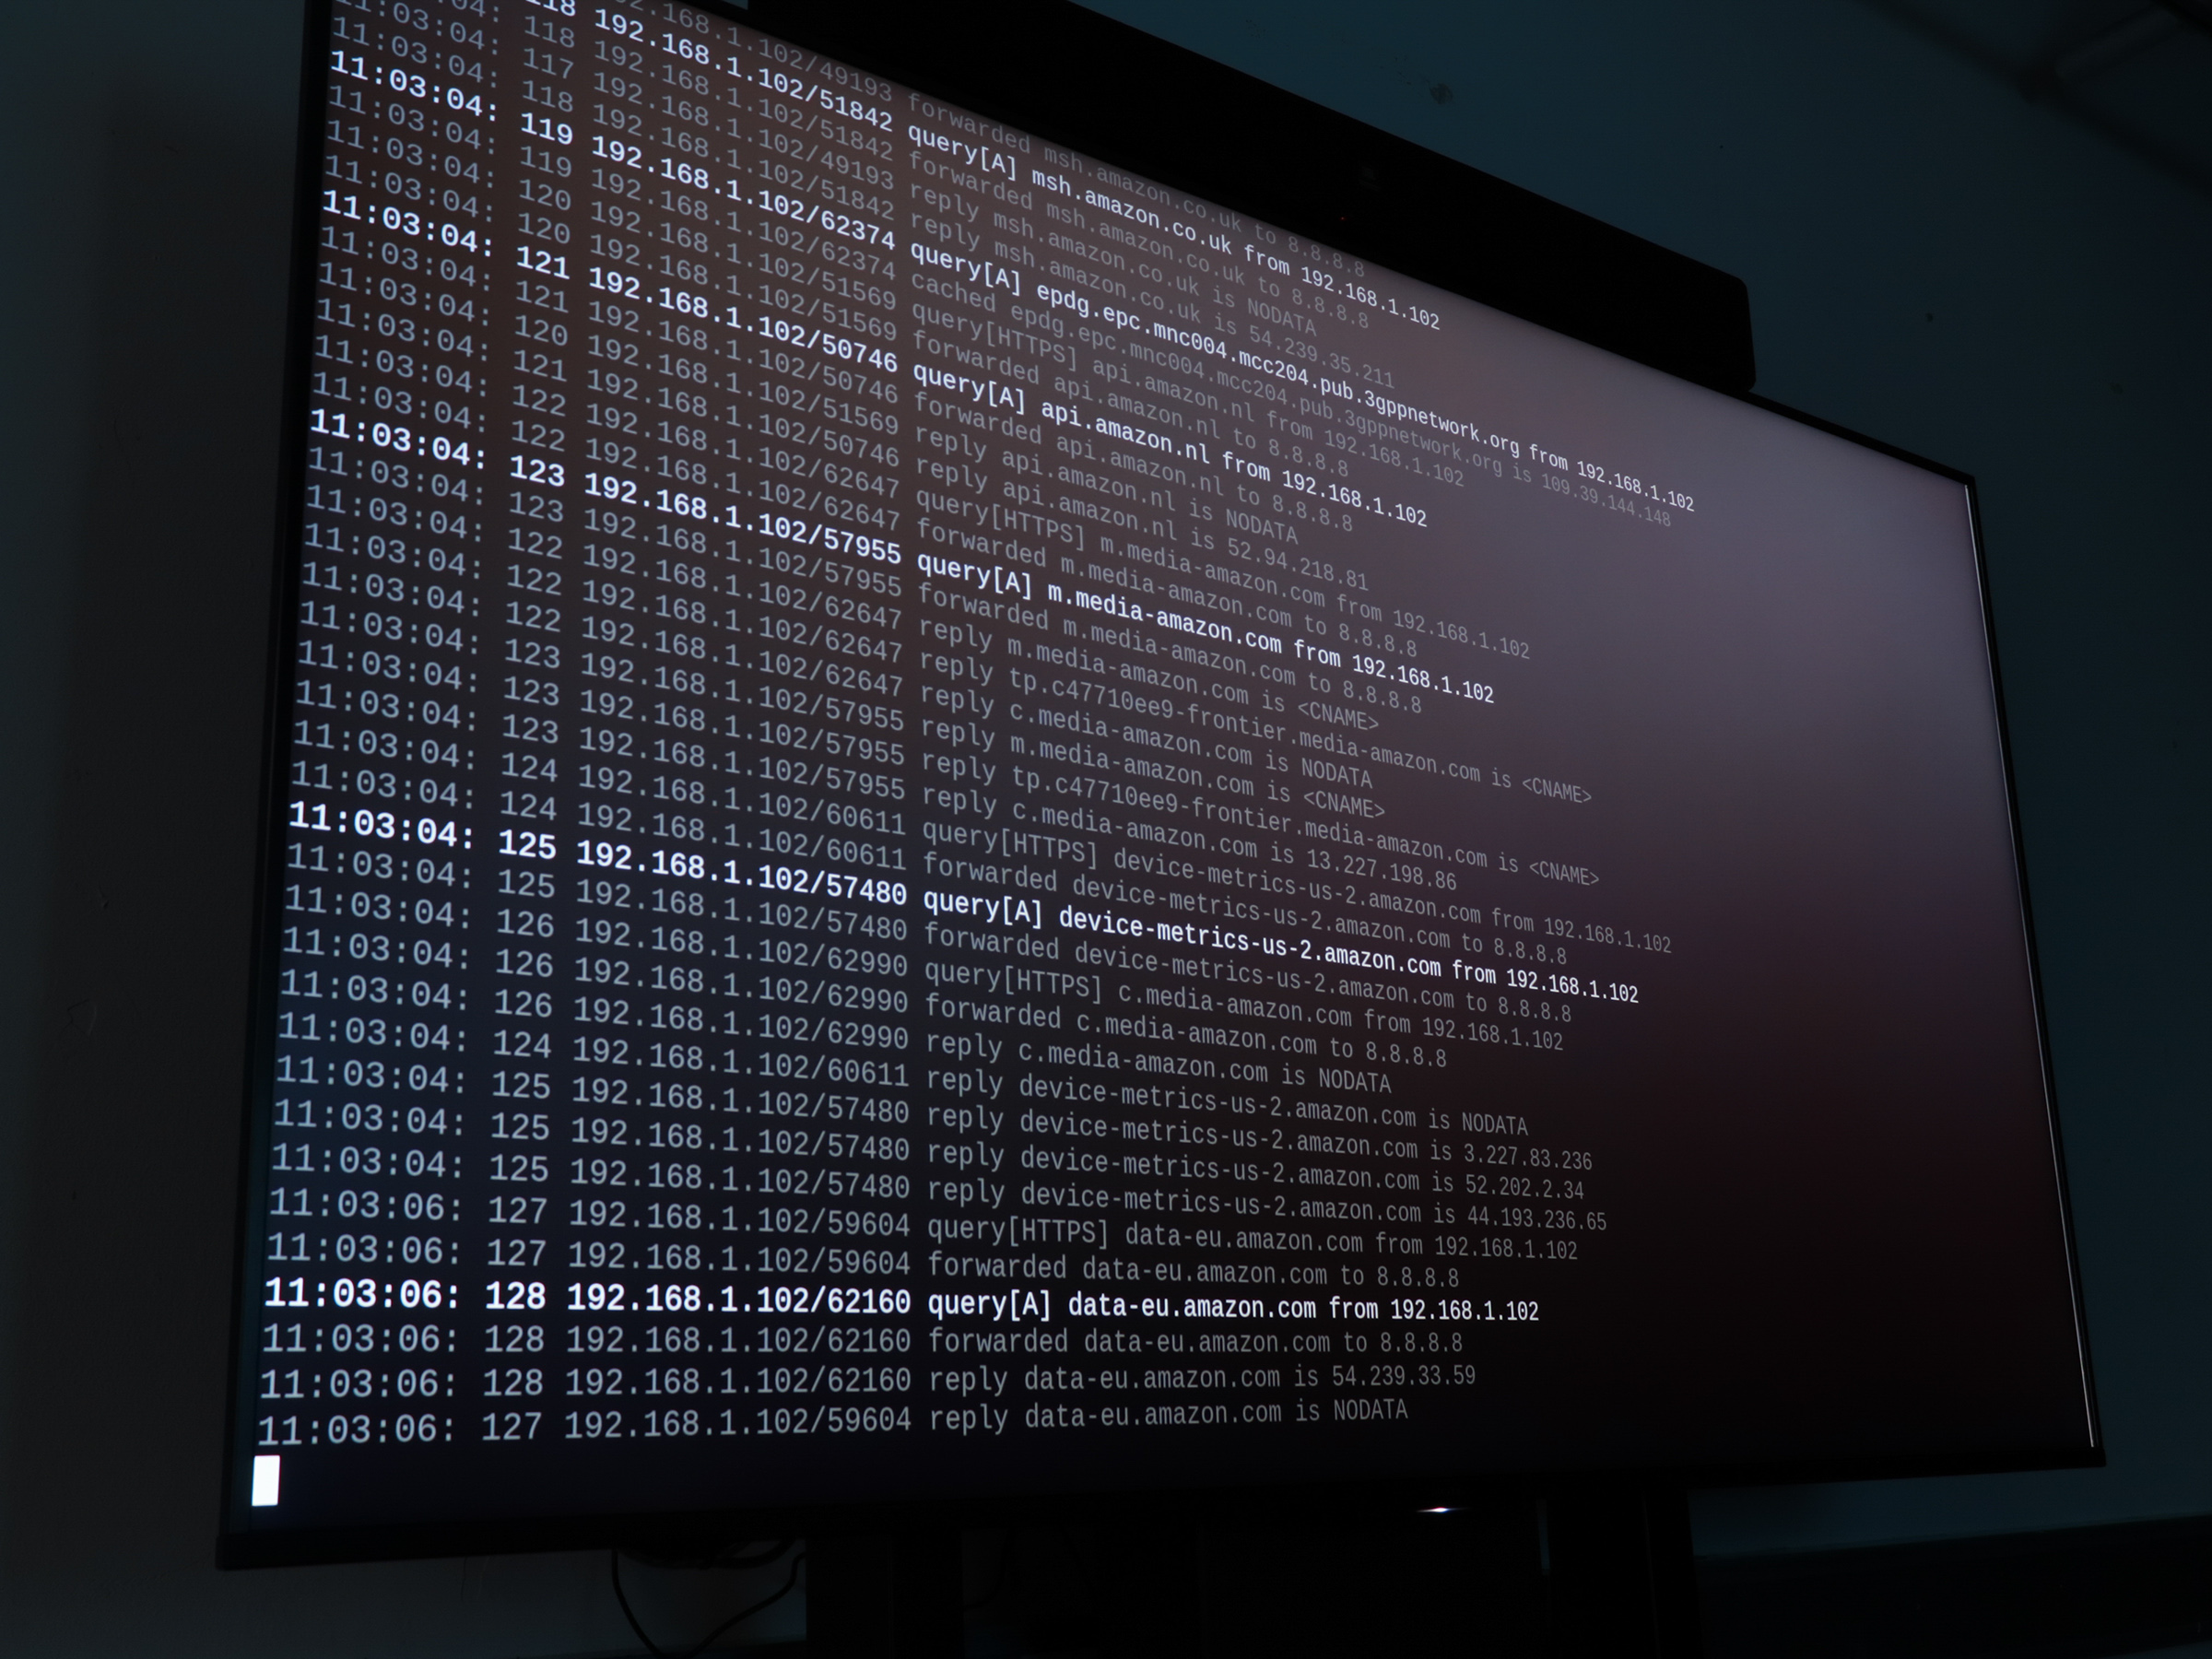 .168.1.102/49193 forwarded msh.amazon.co.uk to 8.8.8.8
118 192.168.1.102/51842 query[A] msh.amazon.co.uk from 192.168.1.102
11:03:04: 118 192.168.1.102/51842 forwarded msh.amazon.co.uk to 8.8.8.8
11:03:04: 117 192.168.1.102/49193 reply msh.amazon.co.uk is NODATA
11:03:04: 118 192.168.1.102/51842 reply msh.amazon.co.uk is 54.239.35.211
11:03:04: 119 192.168.1.102/62374 query[A] epdg.epc.mnc004.mcc204.pub.3gppnetwork.org from 192.168.1.102
11:03:04: 119 192.168.1.102/62374 cached epdg.epc.mnc004.mcc204.pub.3gppnetwork.org is 109.39.144.148
11:03:04: 120 192.168.1.102/51569 query[HTTPS] api.amazon.nl from 192.168.1.102
11:03:04: 120 192.168.1.102/51569 forwarded api.amazon.nl to 8.8.8.8
11:03:04: 121 192.168.1.102/50746 query[A] api.amazon.nl from 192.168.1.102
11:03:04: 121 192.168.1.102/50746 forwarded api.amazon.nl to 8.8.8.8
11:03:04: 120 192.168.1.102/51569 reply api.amazon.nl is NODATA
11:03:04: 121 192.168.1.102/50746 reply api.amazon.nl is 52.94.218.81
11:03:04: 122 192.168.1.102/62647 query[HTTPS] m.media-amazon.com from 192.168.1.102
11:03:04: 122 192.168.1.102/62647 forwarded m.media-amazon.com to 8.8.8.8
11:03:04: 123 192.168.1.102/57955 query[A] m.media-amazon.com from 192.168.1.102
11:03:04: 123 192.168.1.102/57955 forwarded m.media-amazon.com to 8.8.8.8
11:03:04: 122 192.168.1.102/62647 reply m.media-amazon.com is <CNAME>
11:03:04: 122 192.168.1.102/62647 reply tp.c47710ee9-frontier.media-amazon.com is <CNAME>
11:03:04: 122 192.168.1.102/62647 reply c.media-amazon.com is NODATA
11:03:04: 123 192.168.1.102/57955 reply m.media-amazon.com is <CNAME>
11:03:04: 123 192.168.1.102/57955 reply tp.c47710ee9-frontier.media-amazon.com is <CNAME>
11:03:04: 123 192.168.1.102/57955 reply c.media-amazon.com is 13.227.198.86
11:03:04: 124 192.168.1.102/60611 query[HTTPS] device-metrics-us-2.amazon.com from 192.168.1.102
11:03:04: 124 192.168.1.102/60611 forwarded device-metrics-us-2.amazon.com to 8.8.8.8
11:03:04: 125 192.168.1.102/57480 query[A] device-metrics-us-2.amazon.com from 192.168.1.102
11:03:04: 125 192.168.1.102/57480 forwarded device-metrics-us-2.amazon.com to 8.8.8.8
11:03:04: 126 192.168.1.102/62990 query[HTTPS] c.media-amazon.com from 192.168.1.102
11:03:04: 126 192.168.1.102/62990 forwarded c.media-amazon.com to 8.8.8.8
11:03:04: 126 192.168.1.102/62990 reply c.media-amazon.com is NODATA
11:03:04: 124 192.168.1.102/60611 reply device-metrics-us-2.amazon.com is NODATA
11:03:04: 125 192.168.1.102/57480 reply device-metrics-us-2.amazon.com is 3.227.83.236
11:03:04: 125 192.168.1.102/57480 reply device-metrics-us-2.amazon.com is 52.202.2.34
11:03:04: 125 192.168.1.102/57480 reply device-metrics-us-2.amazon.com is 44.193.236.65
11:03:06: 127 192.168.1.102/59604 query[HTTPS] data-eu.amazon.com from 192.168.1.102
11:03:06: 127 192.168.1.102/59604 forwarded data-eu.amazon.com to 8.8.8.8
11:03:06: 128 192.168.1.102/62160 query[A] data-eu.amazon.com from 192.168.1.102
11:03:06: 128 192.168.1.102/62160 forwarded data-eu.amazon.com to 8.8.8.8
11:03:06: 128 192.168.1.102/62160 reply data-eu.amazon.com is 54.239.33.59
11:03:06: 127 192.168.1.102/59604 reply data-eu.amazon.com is NODATA